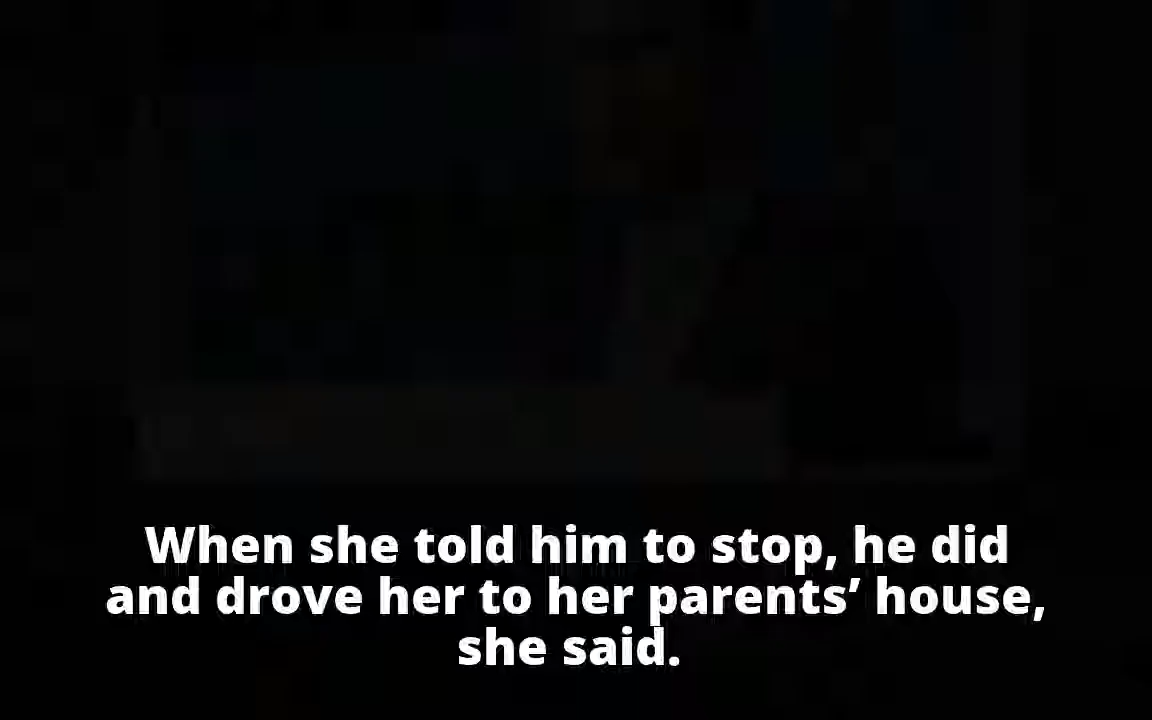 When she told him to stop, he did
and drove her to her parents’ house,
she said.